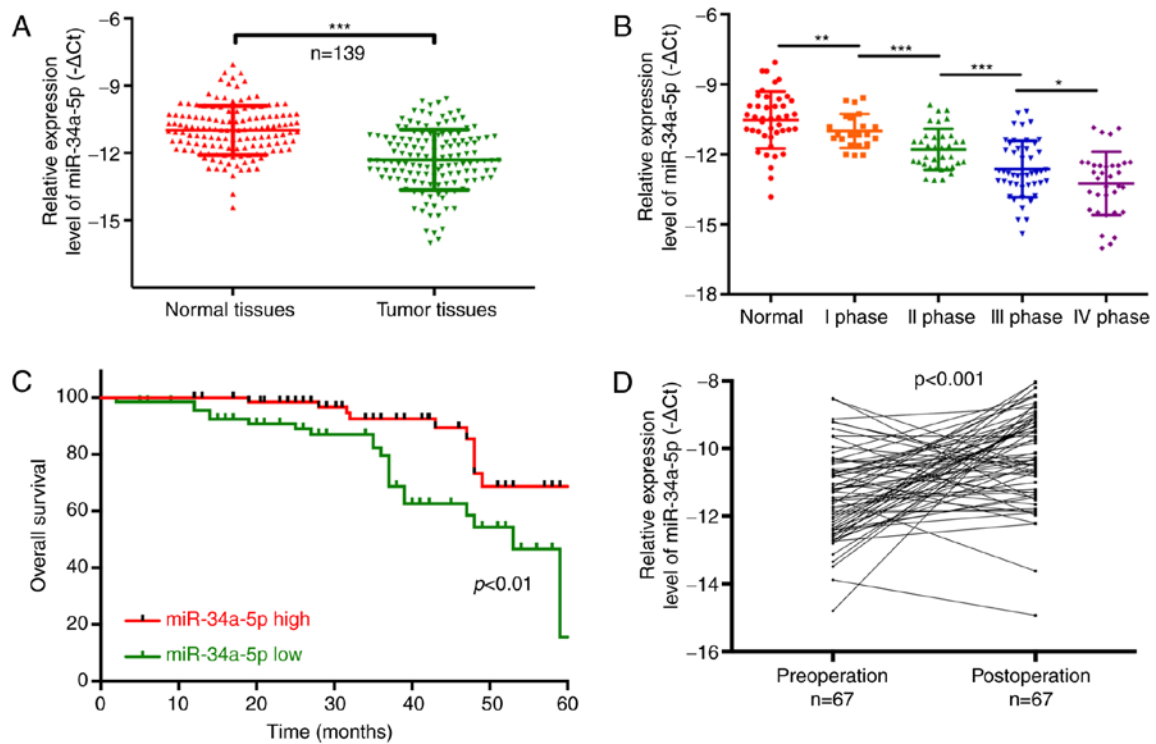 A
Relative expression
level of miR-34a-5p (-ΔCt)
−6
−9
−12
−15
***
n=139
Normal tissues
Tumor tissues
B
Relative expression
level of miR-34a-5p (-ΔCt)
−6
−9
−12
−15
−18
**
***
***
*
Normal
I phase
II phase
III phase
IV phase
C
Overall survival
100
80
60
40
20
0
p<0.01
miR-34a-5p high
miR-34a-5p low
0
10
20
30
40
50
60
Time (months)
D
Relative expression
level of miR-34a-5p (-ΔCt)
−8
−10
−12
−14
−16
p<0.001
Preoperation
n=67
Postoperation
n=67